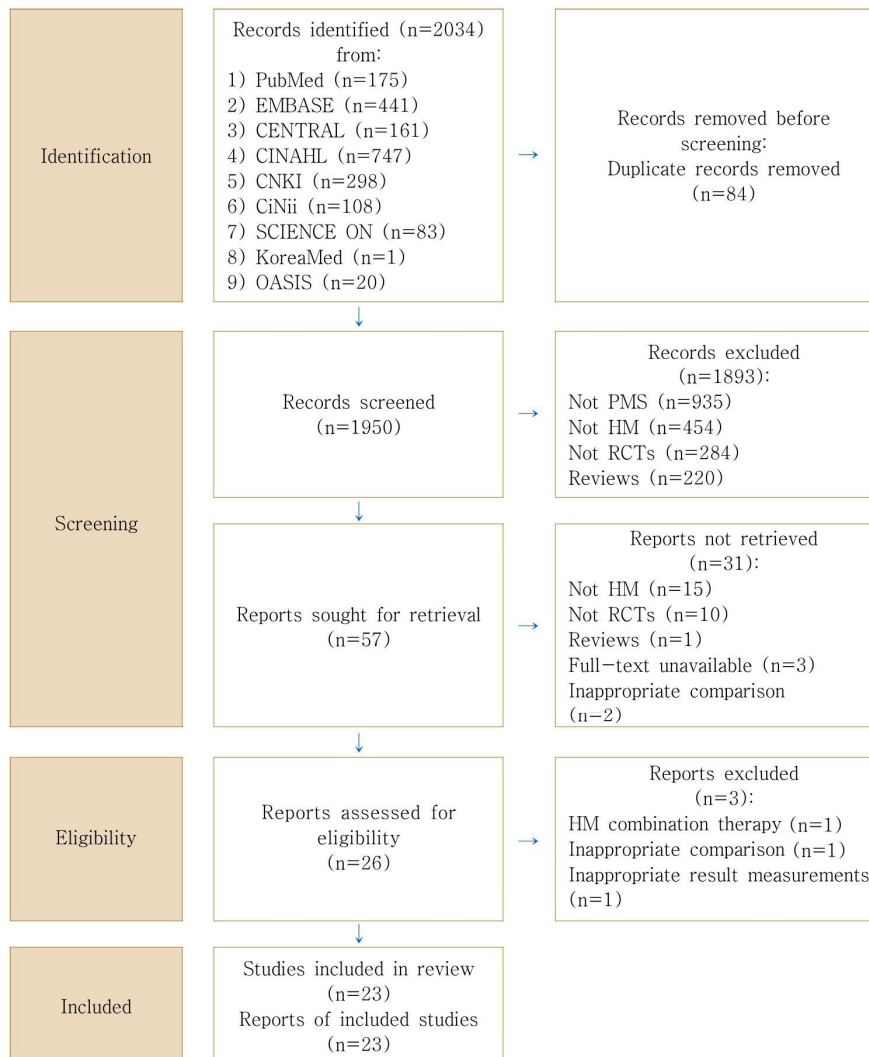 Identification
Records identified (n=2034)
from:
1) PubMed (n=175)
2) EMBASE (n=441)
3) CENTRAL (n=161)
4) CINAHL (n=747)
5) CNKI (n=298)
6) CiNii (n=108)
7) SCIENCE ON (n=83)
8) KoreaMed (n=1)
9) OASIS (n=20)
→
Records removed before
screening:
Duplicate records removed
(n=84)
↓
Screening
Records screened
(n=1950)
→
Records excluded
(n=1893):
Not PMS (n=935)
Not HM (n=454)
Not RCTs (n=284)
Reviews (n=220)
↓
Reports sought for retrieval
(n=57)
→
Reports not retrieved
(n=31):
Not HM (n=15)
Not RCTs (n=10)
Reviews (n=1)
Full-text unavailable (n=3)
Inappropriate comparison
(n-2)
↓
Eligibility
Reports assessed for
eligibility
(n=26)
→
Reports excluded
(n=3):
HM combination therapy (n=1)
Inappropriate comparison (n=1)
Inappropriate result measurements
(n=1)
↓
Included
Studies included in review
(n=23)
Reports of included studies
(n=23)